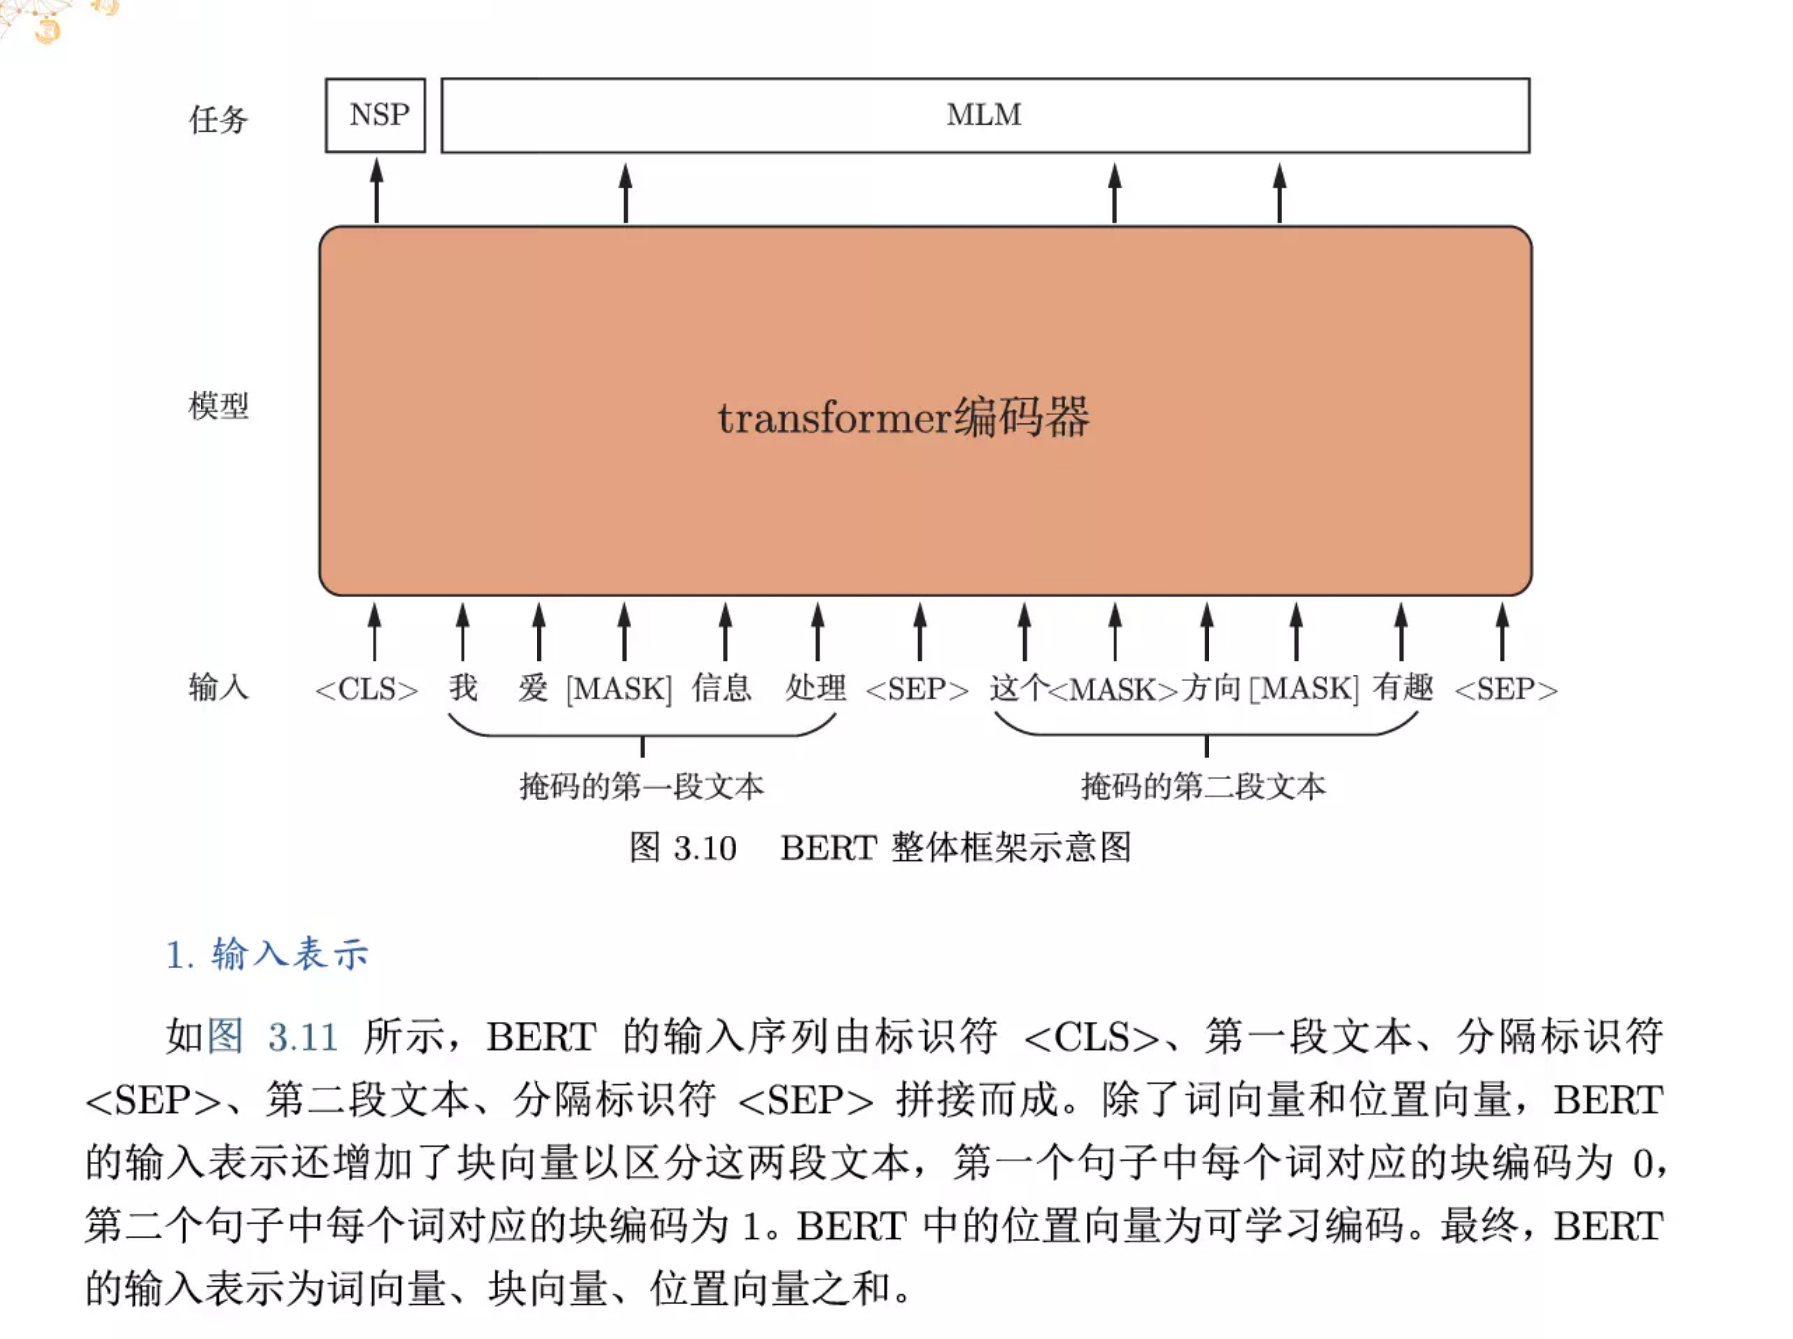 任务 NSP MLM
模型 transformer编码器
输入 <CLS> 我 爱 [MASK] 信息 处理 <SEP> 这个<MASK>方向[MASK] 有趣 <SEP>
掩码的第一段文本 掩码的第二段文本
图 3.10 BERT 整体框架示意图
1. 输入表示
如图 3.11 所示，BERT 的输入序列由标识符 <CLS>、第一段文本、分隔标识符
<SEP>、第二段文本、分隔标识符 <SEP> 拼接而成。除了词向量和位置向量，BERT
的输入表示还增加了块向量以区分这两段文本，第一个句子中每个词对应的块编码为 0，
第二个句子中每个词对应的块编码为 1。BERT 中的位置向量为可学习编码。最终，BERT
的输入表示为词向量、块向量、位置向量之和。